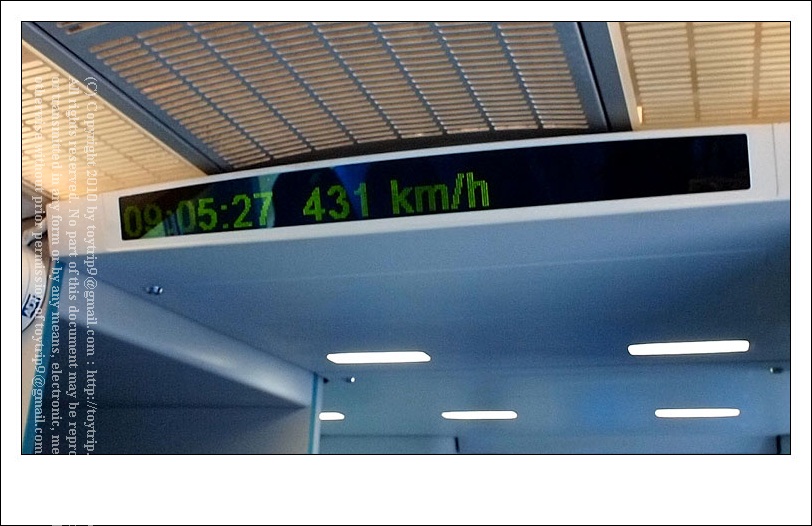 09:05:27 431 km/h
(C) Copyright 2010 by toytrip9@gmail.com : http://toytrip.
All rights reserved. No part of this document may be repro
or transmitted in any form or by any means, electronic, me
otherwise, without prior permission of toytrip9@gmail.com